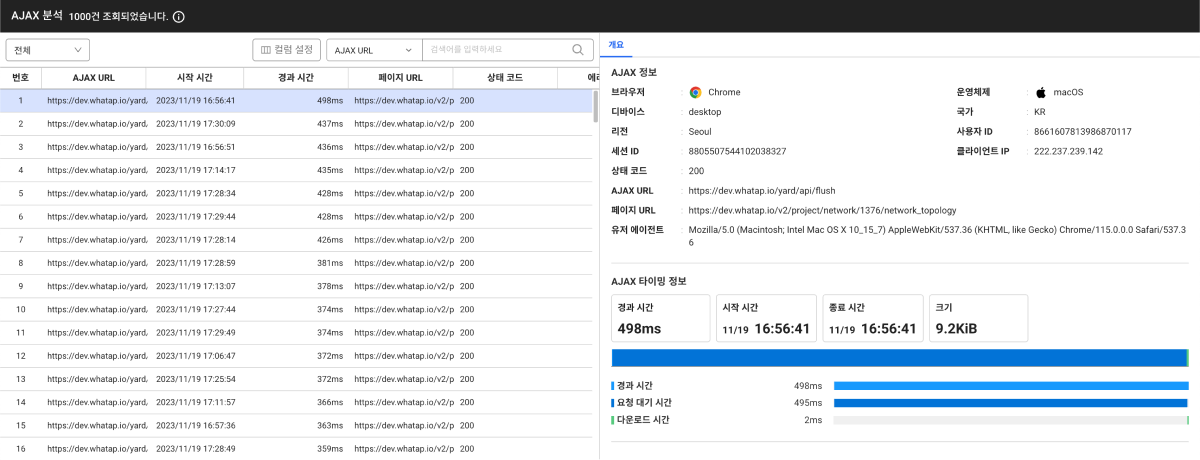 AJAX 분석 1000건 조회되었습니다.
전체 컬럼 설정 AJAX URL 검색어를 입력하세요
번호 AJAX URL 시작 시간 경과 시간 페이지 URL 상태 코드 에러
1 https://dev.whatap.io/yard, 2023/11/19 16:56:41 498ms https://dev.whatap.io/v2/p 200
2 https://dev.whatap.io/yard, 2023/11/19 17:30:09 437ms https://dev.whatap.io/v2/p 200
3 https://dev.whatap.io/yard, 2023/11/19 16:56:51 436ms https://dev.whatap.io/v2/p 200
4 https://dev.whatap.io/yard, 2023/11/19 17:14:17 435ms https://dev.whatap.io/v2/p 200
5 https://dev.whatap.io/yard, 2023/11/19 17:28:34 428ms https://dev.whatap.io/v2/p 200
6 https://dev.whatap.io/yard, 2023/11/19 17:29:44 428ms https://dev.whatap.io/v2/p 200
7 https://dev.whatap.io/yard, 2023/11/19 17:28:14 426ms https://dev.whatap.io/v2/p 200
8 https://dev.whatap.io/yard, 2023/11/19 17:28:59 381ms https://dev.whatap.io/v2/p 200
9 https://dev.whatap.io/yard, 2023/11/19 17:13:07 378ms https://dev.whatap.io/v2/p 200
10 https://dev.whatap.io/yard, 2023/11/19 17:27:44 374ms https://dev.whatap.io/v2/p 200
11 https://dev.whatap.io/yard, 2023/11/19 17:29:49 374ms https://dev.whatap.io/v2/p 200
12 https://dev.whatap.io/yard, 2023/11/19 17:06:47 372ms https://dev.whatap.io/v2/p 200
13 https://dev.whatap.io/yard, 2023/11/19 17:25:54 372ms https://dev.whatap.io/v2/p 200
14 https://dev.whatap.io/yard, 2023/11/19 17:11:57 366ms https://dev.whatap.io/v2/p 200
15 https://dev.whatap.io/yard, 2023/11/19 16:57:36 363ms https://dev.whatap.io/v2/p 200
16 https://dev.whatap.io/yard, 2023/11/19 17:28:49 359ms https://dev.whatap.io/v2/p 200
개요
AJAX 정보
브라우저 : Chrome 운영체제 : macOS
디바이스 : desktop 국가 : KR
리전 : Seoul 사용자 ID : 8661607813986870117
세션 ID : 8805507544102038327 클라이언트 IP : 222.237.239.142
상태 코드 : 200
AJAX URL : https://dev.whatap.io/yard/api/flush
페이지 URL : https://dev.whatap.io/v2/project/network/1376/network_topology
유저 에이전트 : Mozilla/5.0 (Macintosh; Intel Mac OS X 10_15_7) AppleWebKit/537.36 (KHTML, like Gecko) Chrome/115.0.0.0 Safari/537.3
6
AJAX 타이밍 정보
경과 시간 시작 시간 종료 시간 크기
498ms 11/19 16:56:41 11/19 16:56:41 9.2KiB
경과 시간 498ms
요청 대기 시간 495ms
다운로드 시간 2ms